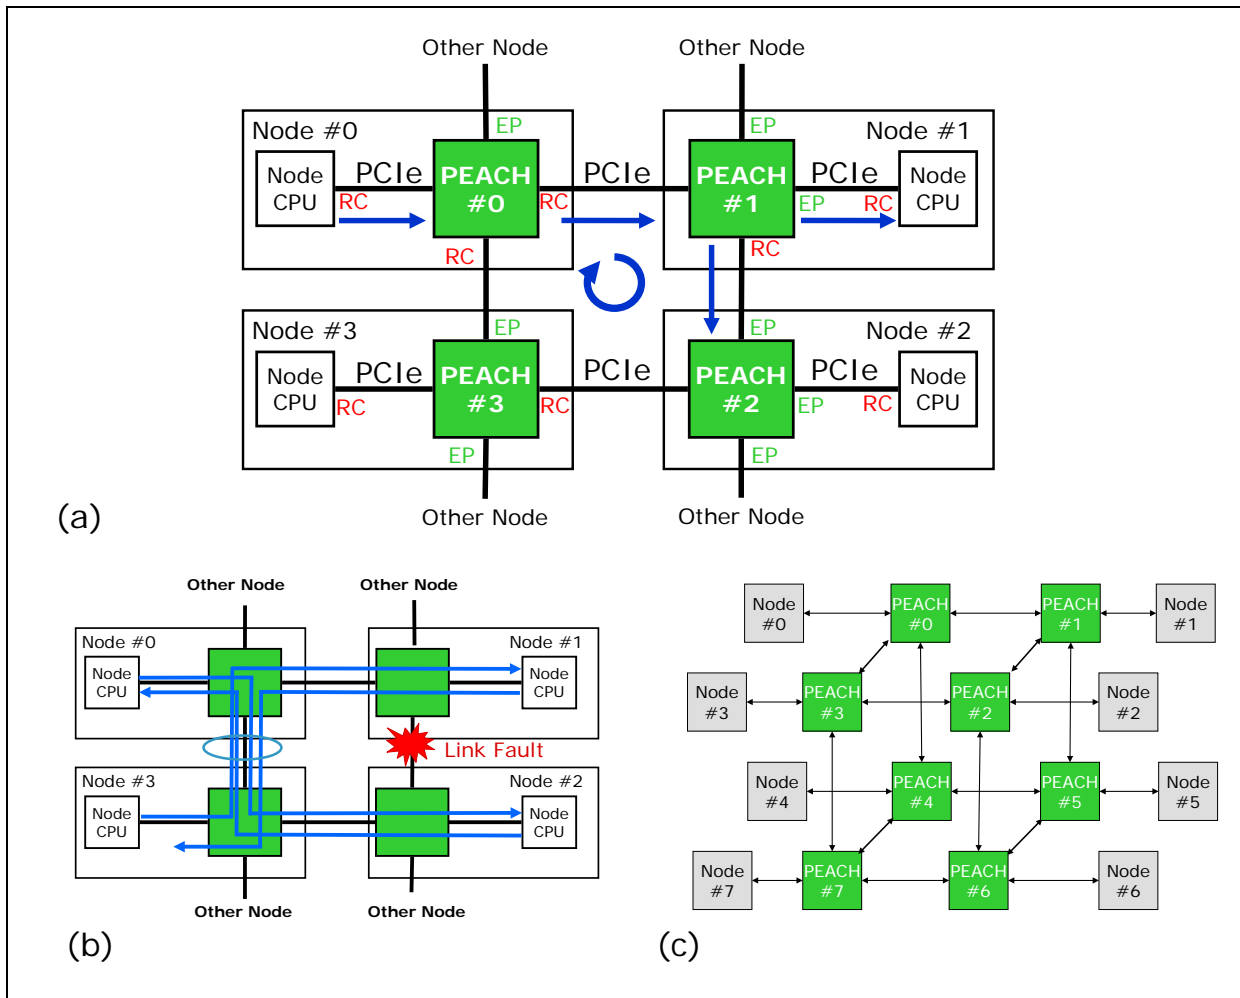 Other Node
Other Node
Node #0
EP
EP
Node #1
Node
CPU
PCIe
RC
PEACH
#0
RC
PCIe
PEACH
#1
PCIe
EP
RC
Node
CPU
RC
RC
Node #3
EP
EP
Node #2
Node
CPU
PCIe
RC
PEACH
#3
RC
PCIe
PEACH
#2
PCIe
EP
RC
Node
CPU
EP
EP
Other Node
Other Node
(a)
Other Node
Other Node
Node #0
Node #1
Node
CPU
Node
CPU
Link Fault
Node #3
Node #2
Node
CPU
Node
CPU
Other Node
Other Node
(b)
Node
#0
PEACH
#0
PEACH
#1
Node
#1
Node
#3
PEACH
#3
PEACH
#2
Node
#2
Node
#4
PEACH
#4
PEACH
#5
Node
#5
Node
#7
PEACH
#7
PEACH
#6
Node
#6
(c)